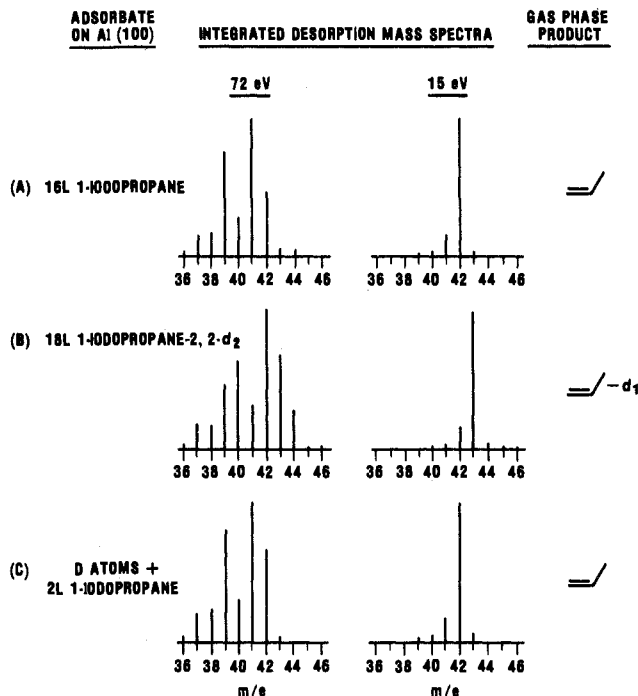 ADSORBATE
ON Al (100)
INTEGRATED DESORPTION MASS SPECTRA
GAS PHASE
PRODUCT
72 eV
15 eV
(A) 16L 1-IODOPROPANE
36 38 40 42 44 46
36 38 40 42 44 46
(B) 18L 1-IODOPROPANE-2, 2-d2
-d1
36 38 40 42 44 46
36 38 40 42 44 46
(C) D ATOMS +
2L 1-IODOPROPANE
36 38 40 42 44 46
36 38 40 42 44 46
m/e
m/e